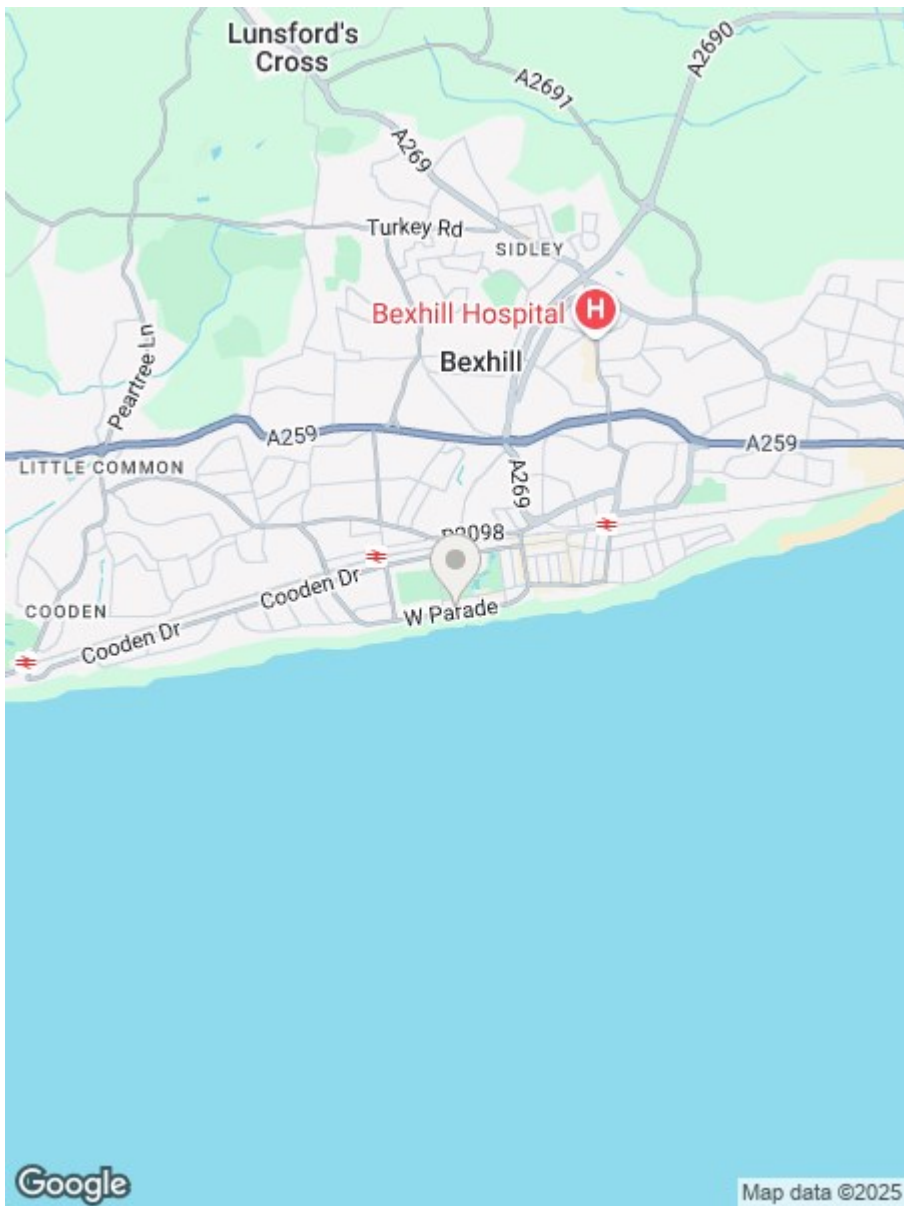 Lunsford's
Cross
A2690
A2691
A269
Turkey Rd
SIDLEY
Bexhill Hospital
H
Bexhill
Peartree Ln
A259
A259
LITTLE COMMON
A269
Cooden Dr
W Parade
COODEN
Cooden Dr
Google
Map data ©2025